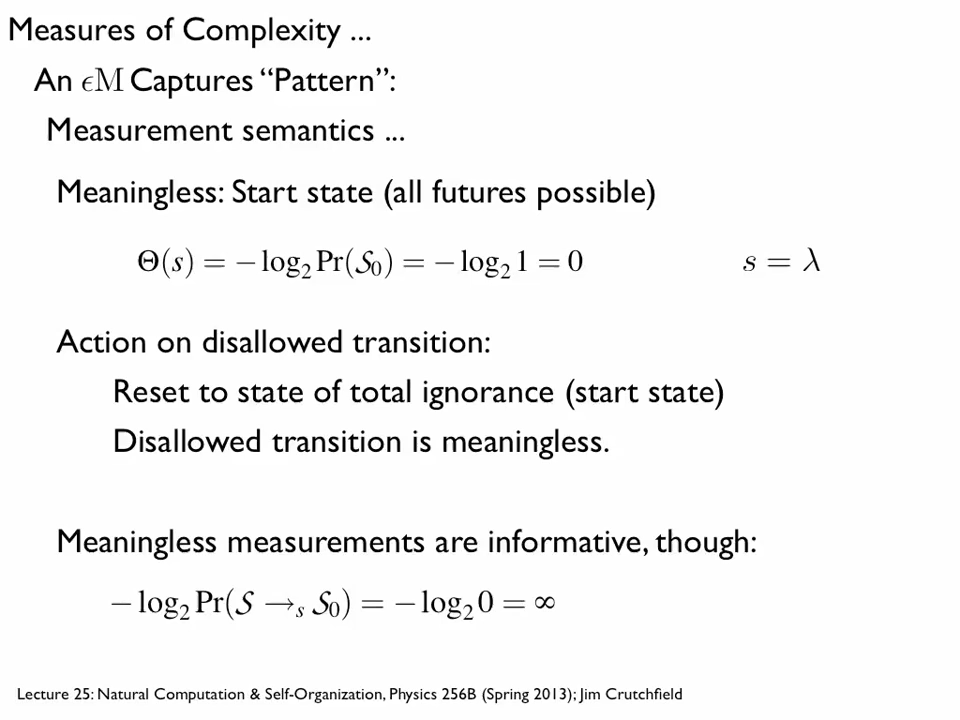 Measures of Complexity ...
An ϵM Captures “Pattern”:
Measurement semantics ...
Meaningless: Start state (all futures possible)
Θ(s) = −log₂ Pr(𝒮₀) = −log₂ 1 = 0 s = λ
Action on disallowed transition:
Reset to state of total ignorance (start state)
Disallowed transition is meaningless.
Meaningless measurements are informative, though:
−log₂ Pr(𝒮 →ₛ 𝒮₀) = −log₂ 0 = ∞
Lecture 25: Natural Computation & Self-Organization, Physics 256B (Spring 2013); Jim Crutchfield